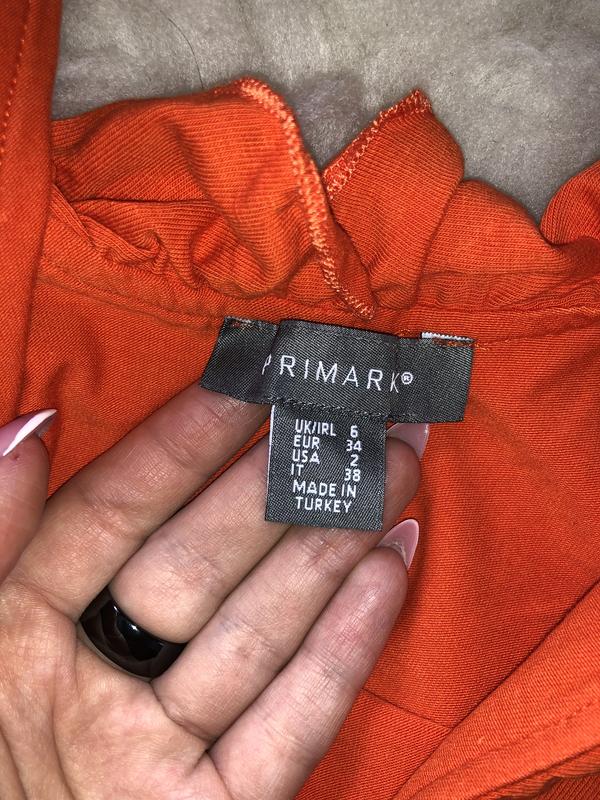 PRIMARK®
UK/IRL 6
EUR 34
USA 2
IT 38
MADE IN
TURKEY